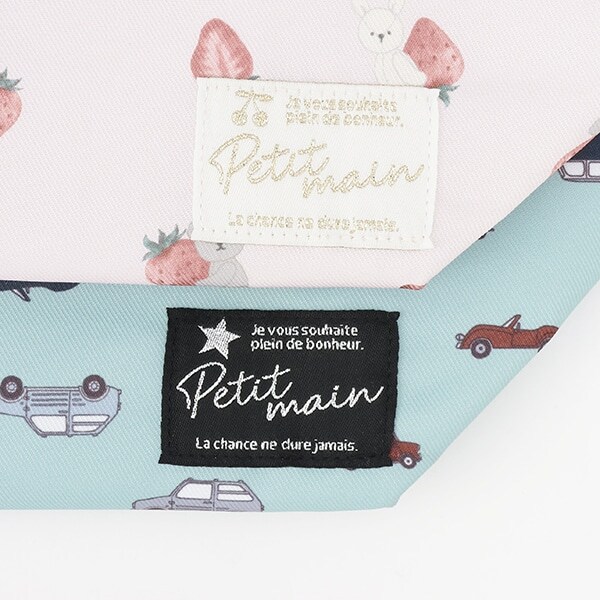 Je vous souhaite
plein de bonheur.
Petit main
La chance ne dure jamais.
Je vous souhaite
plein de bonheur.
Petit main
La chance ne dure jamais.